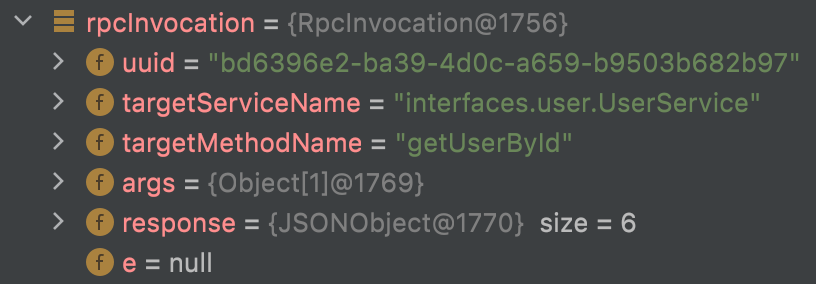 rpcInvocation = {RpcInvocation@1756}
f uuid = "bd6396e2-ba39-4d0c-a659-b9503b682b97"
f targetServiceName = "interfaces.user.UserService"
f targetMethodName = "getUserById"
f args = {Object[1]@1769}
f response = {JSONObject@1770} size = 6
f e = null